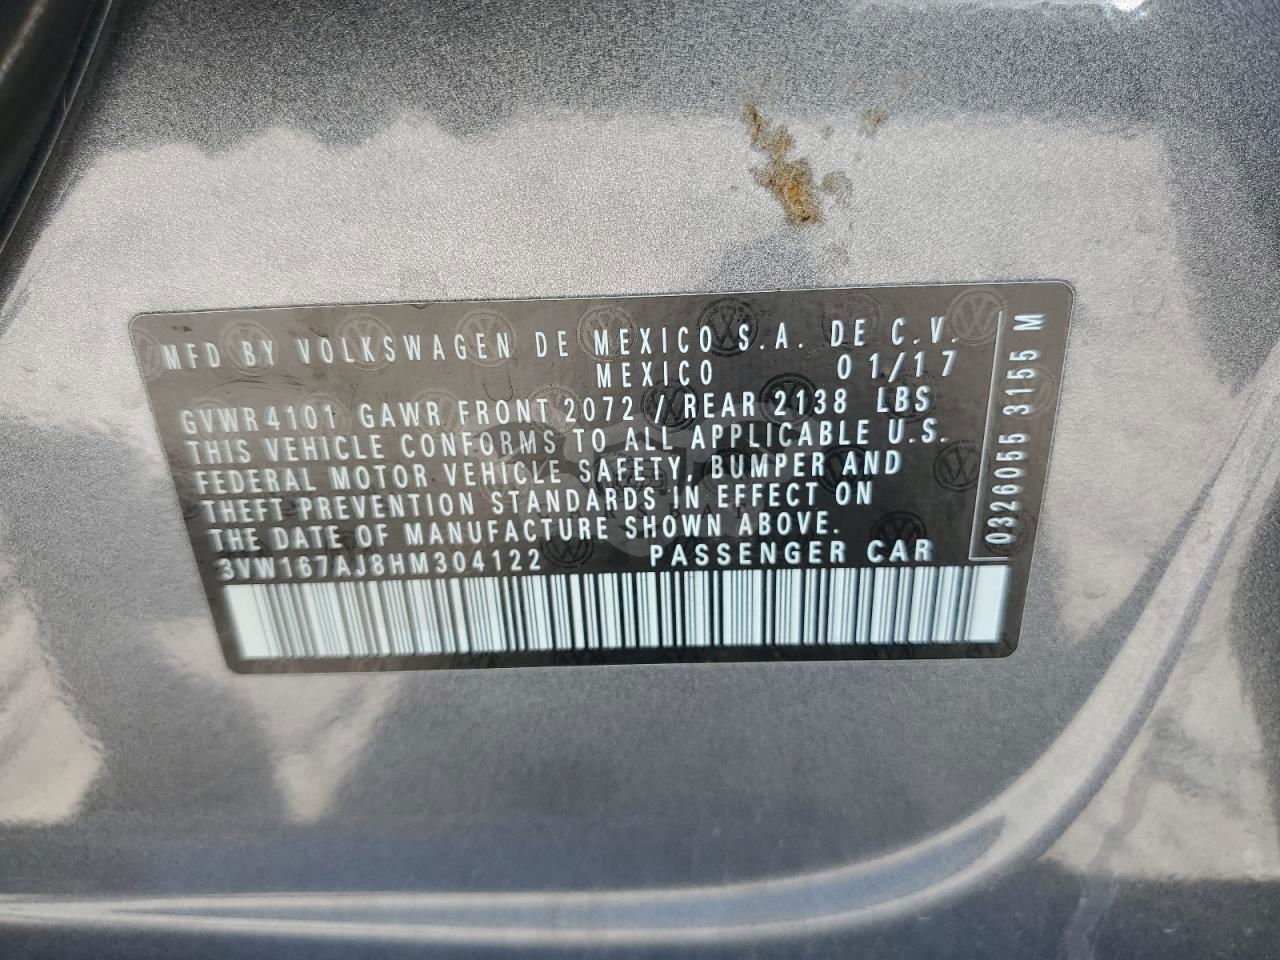 MFD BY VOLKSWAGEN DE MEXICO S.A. DE C.V.
MEXICO 01/17
GVWR 4101 GAWR FRONT 2072 / REAR 2138 LBS
THIS VEHICLE CONFORMS TO ALL APPLICABLE U.S.
FEDERAL MOTOR VEHICLE SAFETY, BUMPER AND
THEFT PREVENTION STANDARDS IN EFFECT ON
THE DATE OF MANUFACTURE SHOWN ABOVE.
3VW167AJ8HM304122 PASSENGER CAR
0326055 3155 M